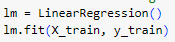 lm = LinearRegression()
lm.fit(X_train, y_train)